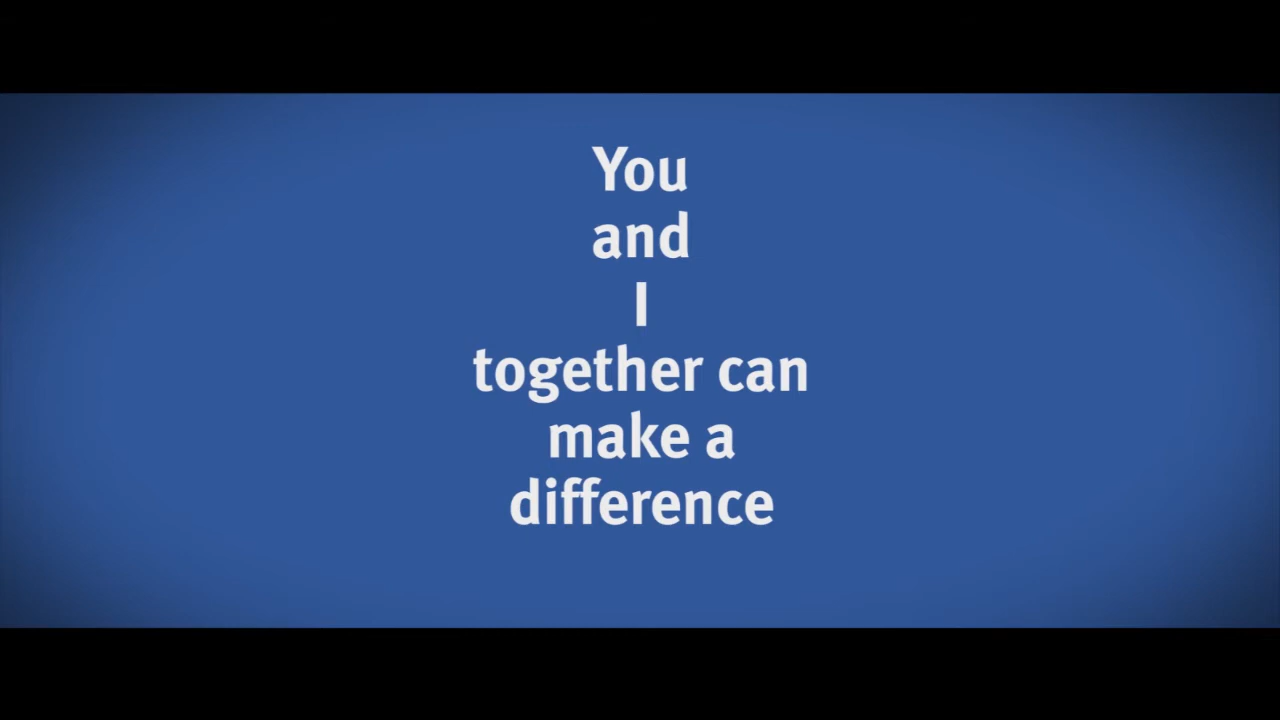 You
and
I
together can
make a
difference